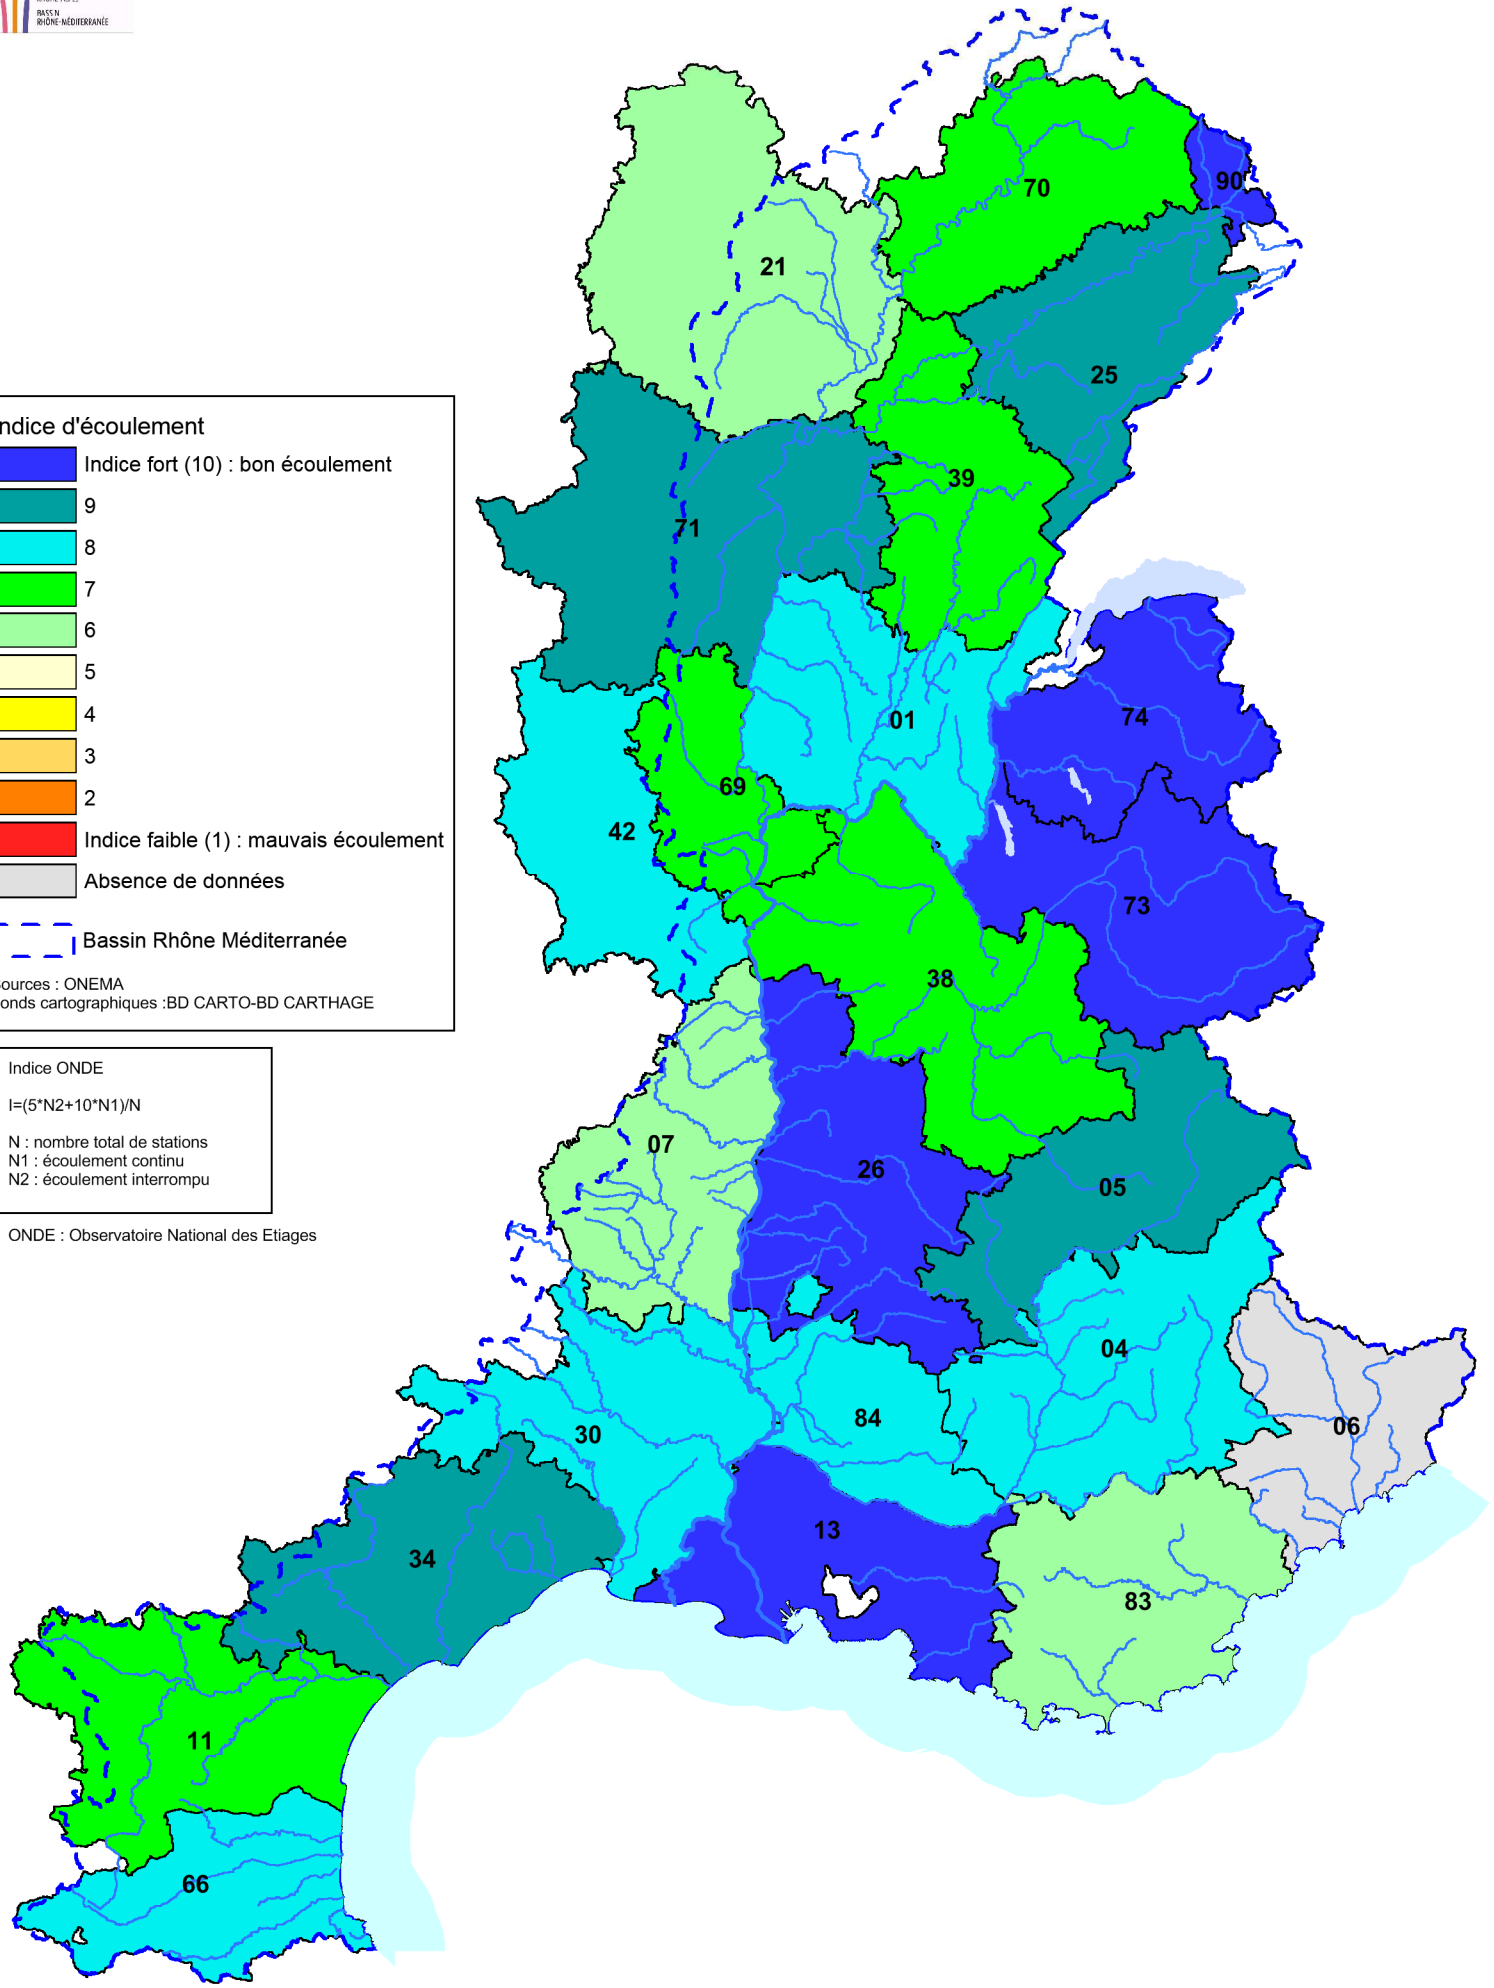 BASSIN
RHÔNE-MÉDITERRANÉE
90
70
21
25
39
71
01
74
69
42
73
38
07
26
05
04
06
84
30
13
34
83
11
66
ndice d'écoulement
Indice fort (10) : bon écoulement
9
8
7
6
5
4
3
2
Indice faible (1) : mauvais écoulement
Absence de données
Bassin Rhône Méditerranée
ources : ONEMA
onds cartographiques :BD CARTO-BD CARTHAGE
Indice ONDE
I=(5*N2+10*N1)/N
N : nombre total de stations
N1 : écoulement continu
N2 : écoulement interrompu
ONDE : Observatoire National des Etiages